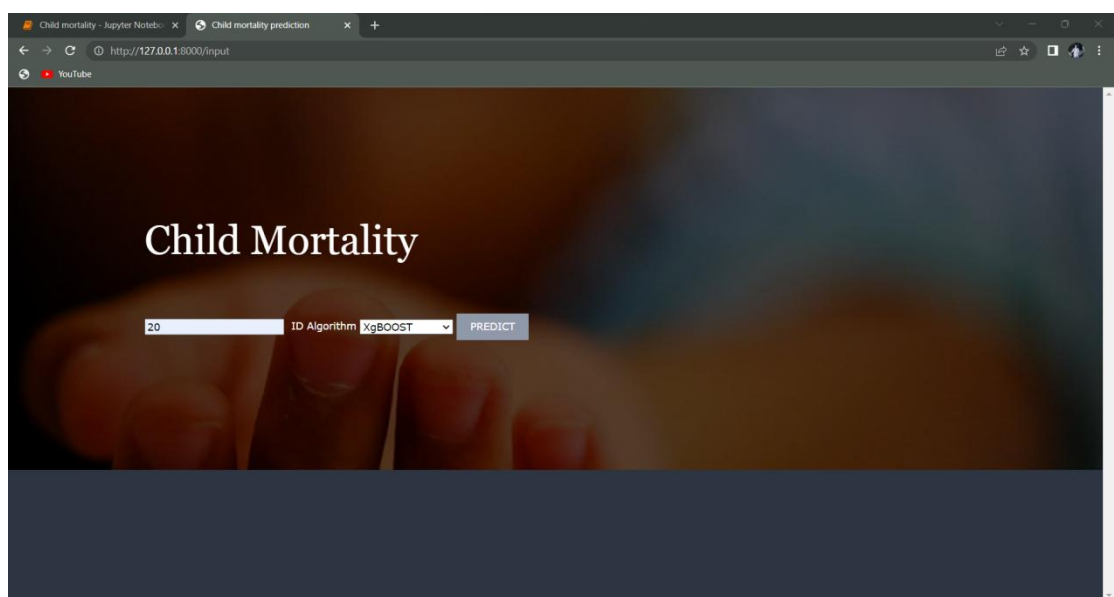 Child mortality - Jupyter Notebo
Child mortality prediction
http://127.0.0.1:8000/input
YouTube
Child Mortality
20 ID Algorithm XgBOOST PREDICT